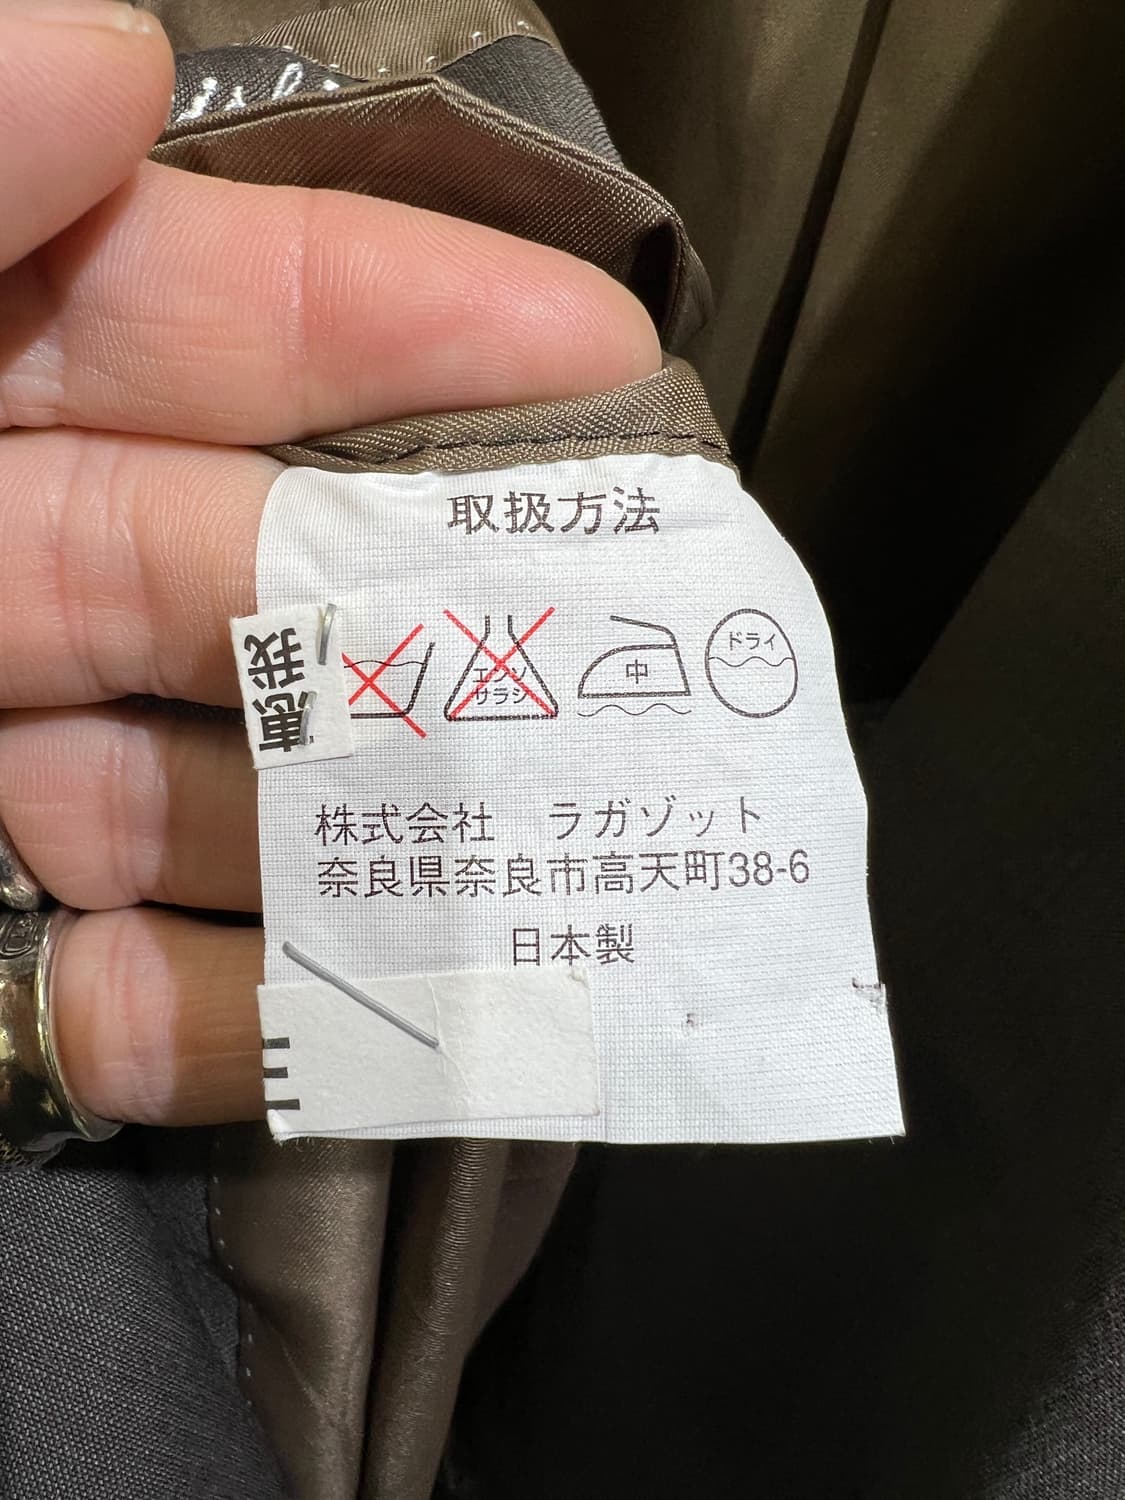 取扱方法
エンソ
サラシ
中
ドライ
恵我
株式会社 ラガゾット
奈良県奈良市高天町38-6
日本製